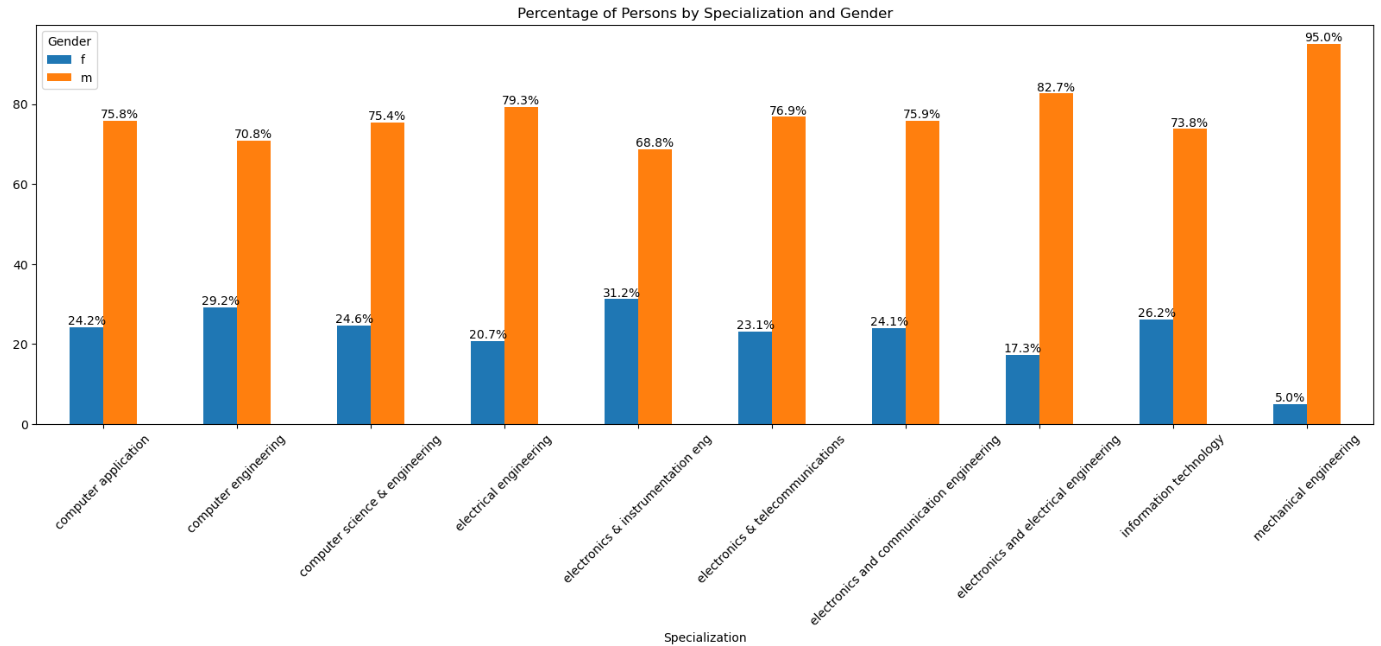 Percentage of Persons by Specialization and Gender
Gender
f
m
80
60
40
20
0
24.2%
75.8%
29.2%
70.8%
24.6%
75.4%
20.7%
79.3%
31.2%
68.8%
23.1%
76.9%
24.1%
75.9%
17.3%
82.7%
26.2%
73.8%
5.0%
95.0%
computer application
computer engineering
computer science & engineering
electrical engineering
electronics & instrumentation eng
electronics & telecommunications
electronics and communication engineering
electronics and electrical engineering
information technology
mechanical engineering
Specialization